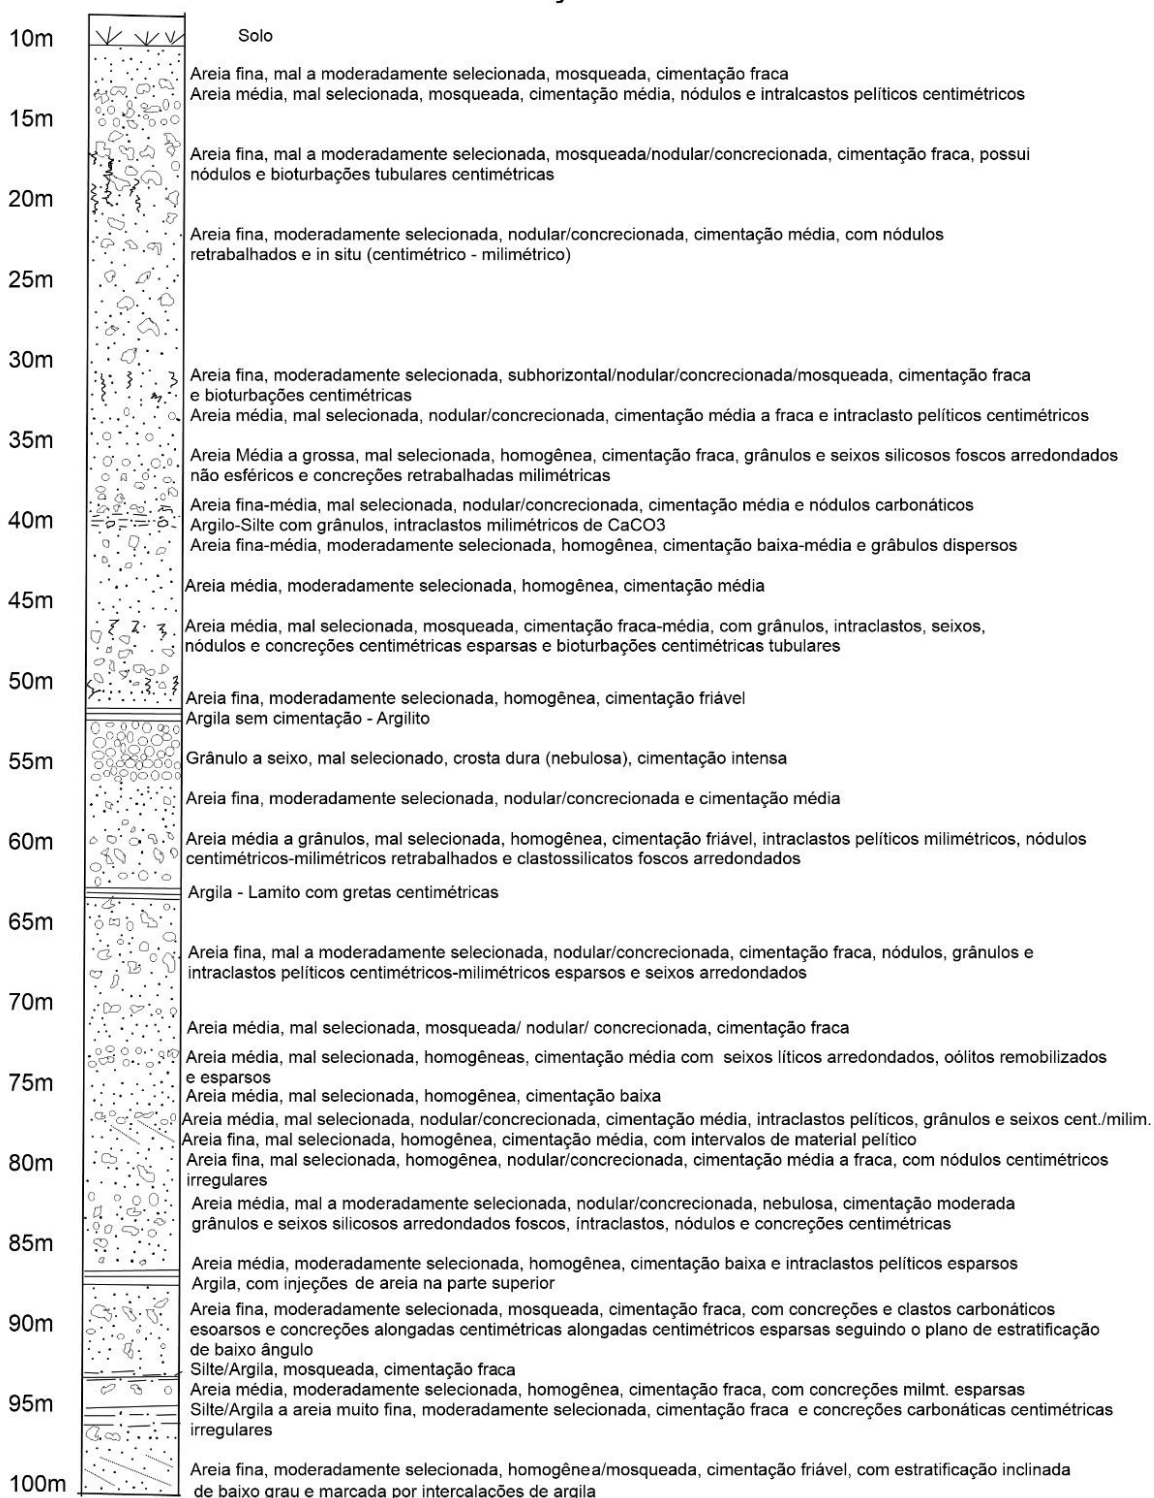 10m
Solo
Areia fina, mal a moderadamente selecionada, mosqueada, cimentação fraca
Areia média, mal selecionada, mosqueada, cimentação média, nódulos e intralcastos pelíticos centimétricos
15m
Areia fina, mal a moderadamente selecionada, mosqueada/nodular/concrecionada, cimentação fraca, possui
nódulos e bioturbações tubulares centimétricas
20m
Areia fina, moderadamente selecionada, nodular/concrecionada, cimentação média, com nódulos
retrabalhados e in situ (centimétrico - milimétrico)
25m
30m
Areia fina, moderadamente selecionada, subhorizontal/nodular/concrecionada/mosqueada, cimentação fraca
e bioturbações centimétricas
Areia média, mal selecionada, nodular/concrecionada, cimentação média a fraca e intraclasto pelíticos centimétricos
35m
Areia Média a grossa, mal selecionada, homogênea, cimentação fraca, grânulos e seixos silicosos foscos arredondados
não esféricos e concreções retrabalhadas milimétricas
Areia fina-média, mal selecionada, nodular/concrecionada, cimentação média e nódulos carbonáticos
40m
Argilo-Silte com grânulos, intraclastos milimétricos de CaCO3
Areia fina-média, moderadamente selecionada, homogênea, cimentação baixa-média e grâbulos dispersos
Areia média, moderadamente selecionada, homogênea, cimentação média
45m
Areia média, mal selecionada, mosqueada, cimentação fraca-média, com grânulos, intraclastos, seixos,
nódulos e concreções centimétricas esparsas e bioturbações centimétricas tubulares
50m
Areia fina, moderadamente selecionada, homogênea, cimentação friável
Argila sem cimentação - Argilito
55m
Grânulo a seixo, mal selecionado, crosta dura (nebulosa), cimentação intensa
Areia fina, moderadamente selecionada, nodular/concrecionada e cimentação média
60m
Areia média a grânulos, mal selecionada, homogênea, cimentação friável, intraclastos pelíticos milimétricos, nódulos
centimétricos-milimétricos retrabalhados e clastossilicatos foscos arredondados
Argila - Lamito com gretas centimétricas
65m
Areia fina, mal a moderadamente selecionada, nodular/concrecionada, cimentação fraca, nódulos, grânulos e
intraclastos pelíticos centimétricos-milimétricos esparsos e seixos arredondados
70m
Areia média, mal selecionada, mosqueada/ nodular/ concrecionada, cimentação fraca
Areia média, mal selecionada, homogêneas, cimentação média com seixos líticos arredondados, oólitos remobilizados
e esparsos
75m
Areia média, mal selecionada, homogênea, cimentação baixa
Areia média, mal selecionada, nodular/concrecionada, cimentação média, intraclastos pelíticos, grânulos e seixos cent./milim.
Areia fina, mal selecionada, homogênea, cimentação média, com intervalos de material pelítico
80m
Areia fina, mal selecionada, homogênea, nodular/concrecionada, cimentação média a fraca, com nódulos centimétricos
irregulares
Areia média, mal a moderadamente selecionada, nodular/concrecionada, nebulosa, cimentação moderada
grânulos e seixos silicosos arredondados foscos, íntraclastos, nódulos e concreções centimétricas
85m
Areia média, moderadamente selecionada, homogênea, cimentação baixa e intraclastos pelíticos esparsos
Argila, com injeções de areia na parte superior
90m
Areia fina, moderadamente selecionada, mosqueada, cimentação fraca, com concreções e clastos carbonáticos
esoarsos e concreções alongadas centimétricas alongadas centimétricos esparsas seguindo o plano de estratificação
de baixo ângulo
Silte/Argila, mosqueada, cimentação fraca
Areia média, moderadamente selecionada, homogênea, cimentação fraca, com concreções milmt. esparsas
95m
Silte/Argila a areia muito fina, moderadamente selecionada, cimentação fraca e concreções carbonáticas centimétricas
irregulares
100m
Areia fina, moderadamente selecionada, homogênea/mosqueada, cimentação friável, com estratificação inclinada
de baixo grau e marcada por intercalações de argila